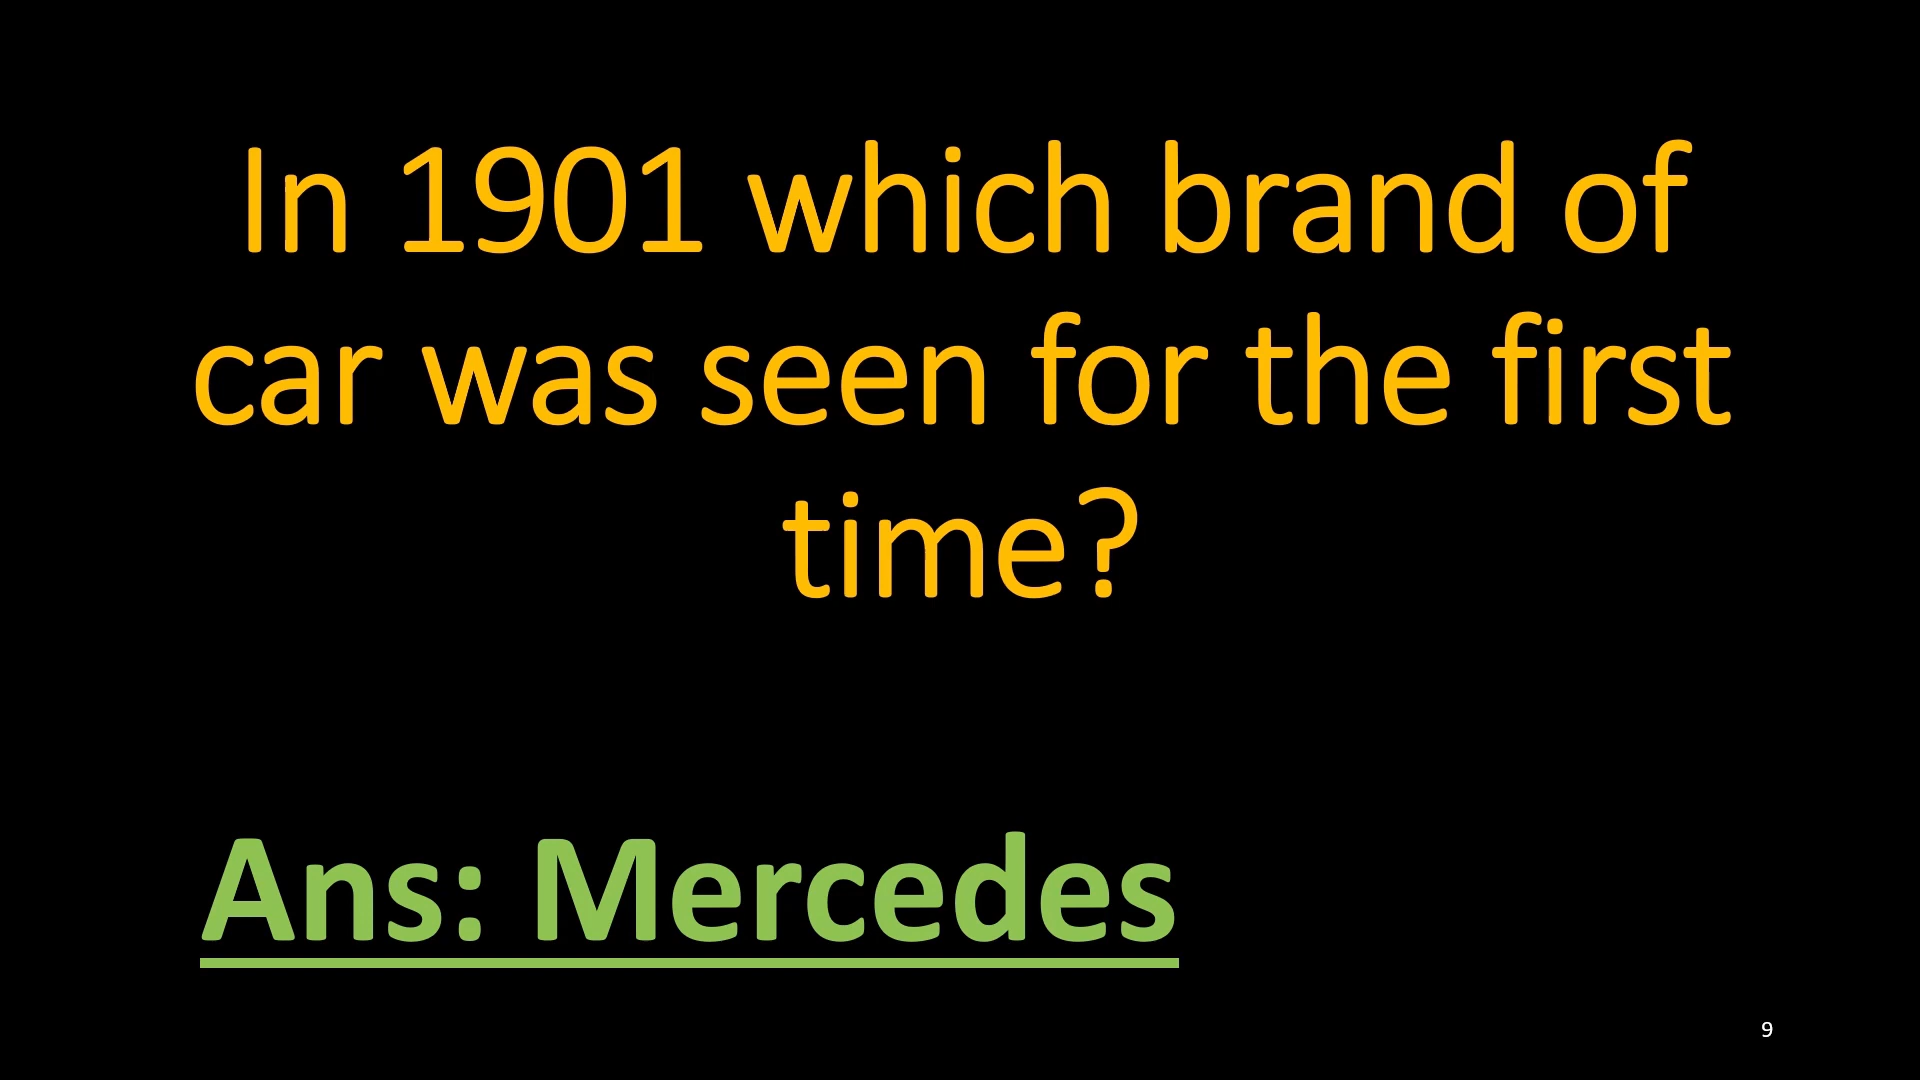 In 1901 which brand of
car was seen for the first
time?
Ans: Mercedes
9